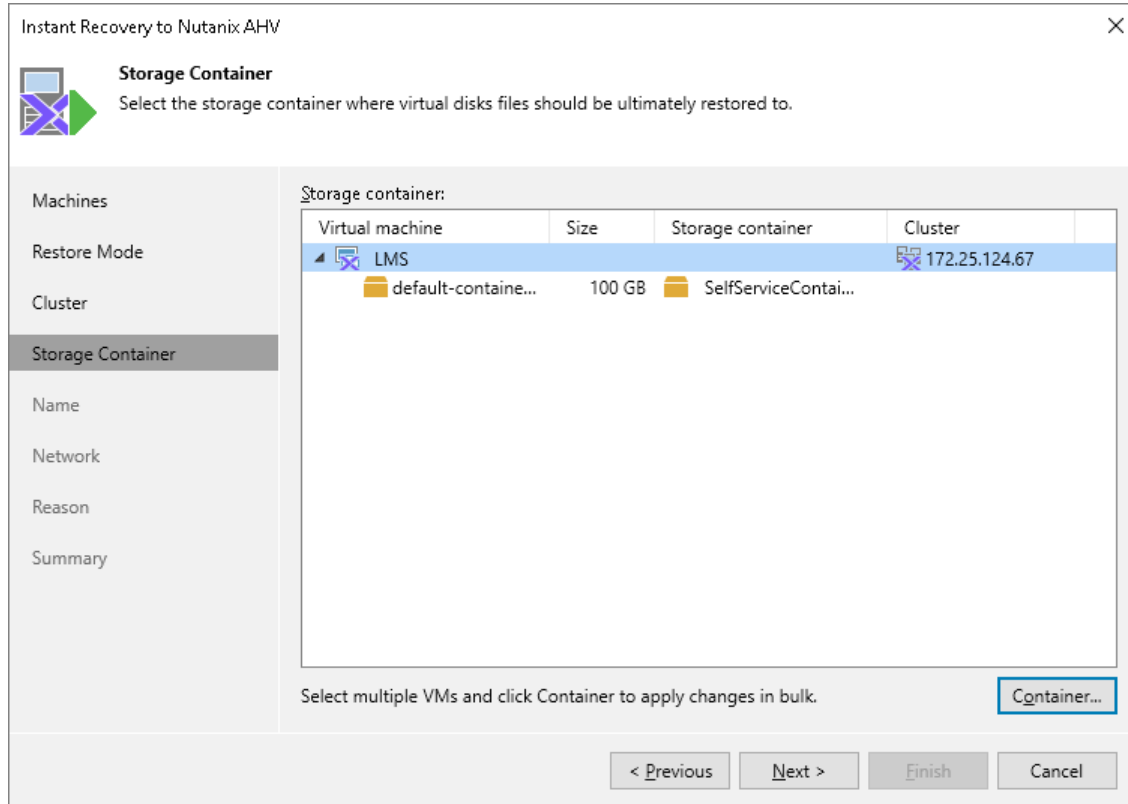 Instant Recovery to Nutanix AHV
Storage Container
Select the storage container where virtual disks files should be ultimately restored to.
Machines
Restore Mode
Cluster
Storage Container
Name
Network
Reason
Summary
Storage container:
Virtual machine Size Storage container Cluster
LMS 172.25.124.67
default-containe... 100 GB SelfServiceContai...
Select multiple VMs and click Container to apply changes in bulk.
Container...
< Previous Next > Finish Cancel